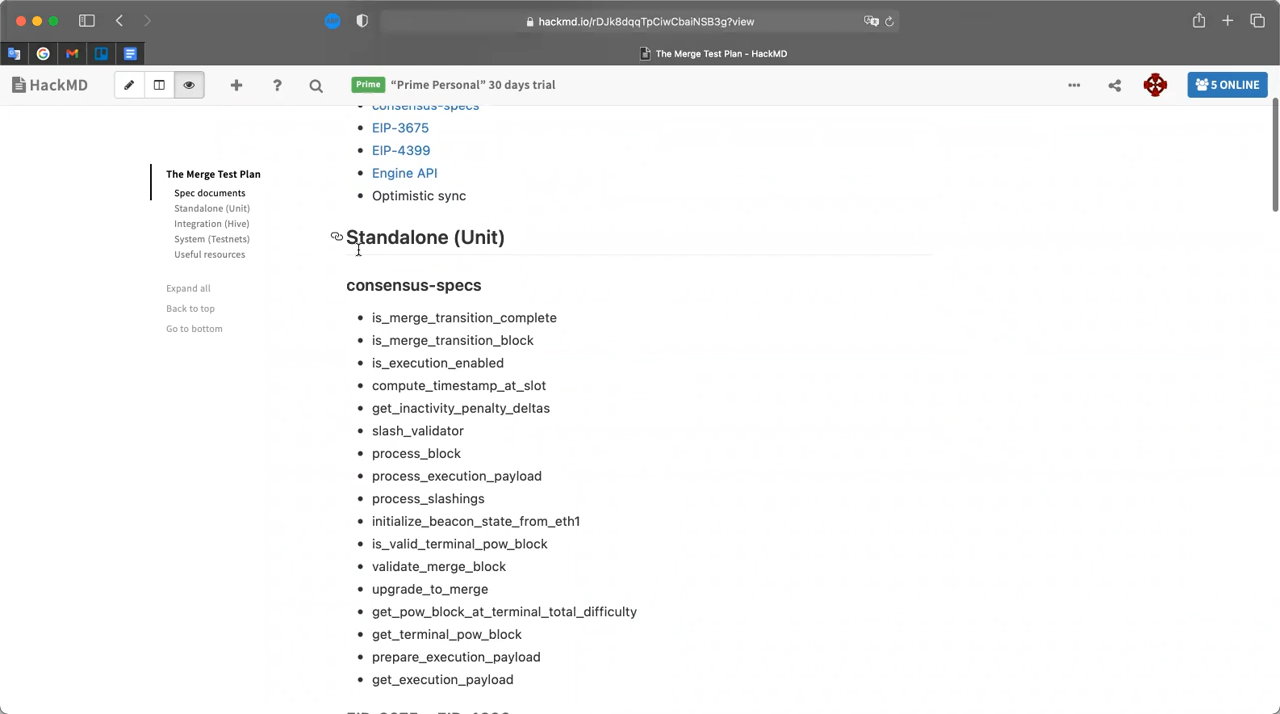 hackmd.io/rDJk8dqqTpCiwCbaiNSB3g?view
The Merge Test Plan - HackMD
HackMD
Prime "Prime Personal" 30 days trial
5 ONLINE
The Merge Test Plan
Spec documents
Standalone (Unit)
Integration (Hive)
System (Testnets)
Useful resources
Expand all
Back to top
Go to bottom
consensus-specs
EIP-3675
EIP-4399
Engine API
Optimistic sync
Standalone (Unit)
consensus-specs
is_merge_transition_complete
is_merge_transition_block
is_execution_enabled
compute_timestamp_at_slot
get_inactivity_penalty_deltas
slash_validator
process_block
process_execution_payload
process_slashings
initialize_beacon_state_from_eth1
is_valid_terminal_pow_block
validate_merge_block
upgrade_to_merge
get_pow_block_at_terminal_total_difficulty
get_terminal_pow_block
prepare_execution_payload
get_execution_payload